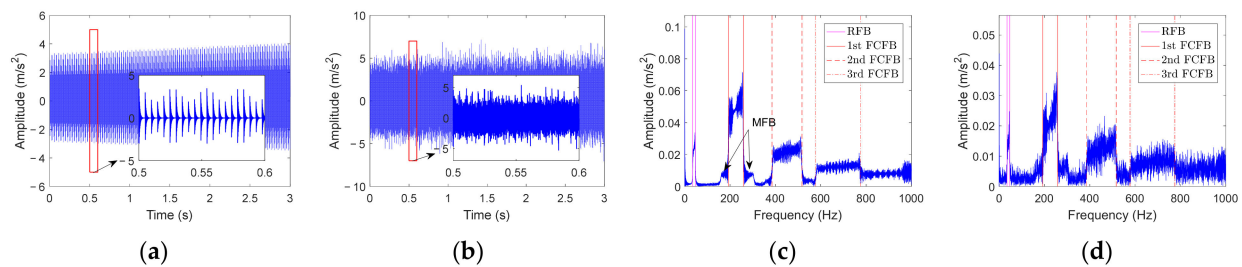 6
4
2
0
−2
−4
−6
Amplitude (m/s²)
0 0.5 1 1.5 2 2.5 3
Time (s)
5
0
−5
0.5 0.55 0.6
(a)
10
5
0
−5
−10
Amplitude (m/s²)
0 0.5 1 1.5 2 2.5 3
Time (s)
5
0
−5
0.5 0.55 0.6
(b)
0.1
0.08
0.06
0.04
0.02
0
Amplitude (m/s²)
0 200 400 600 800 1000
Frequency (Hz)
RFB
1st FCFB
2nd FCFB
3rd FCFB
MFB
(c)
0.05
0.04
0.03
0.02
0.01
0
Amplitude (m/s²)
0 200 400 600 800 1000
Frequency (Hz)
RFB
1st FCFB
2nd FCFB
3rd FCFB
(d)